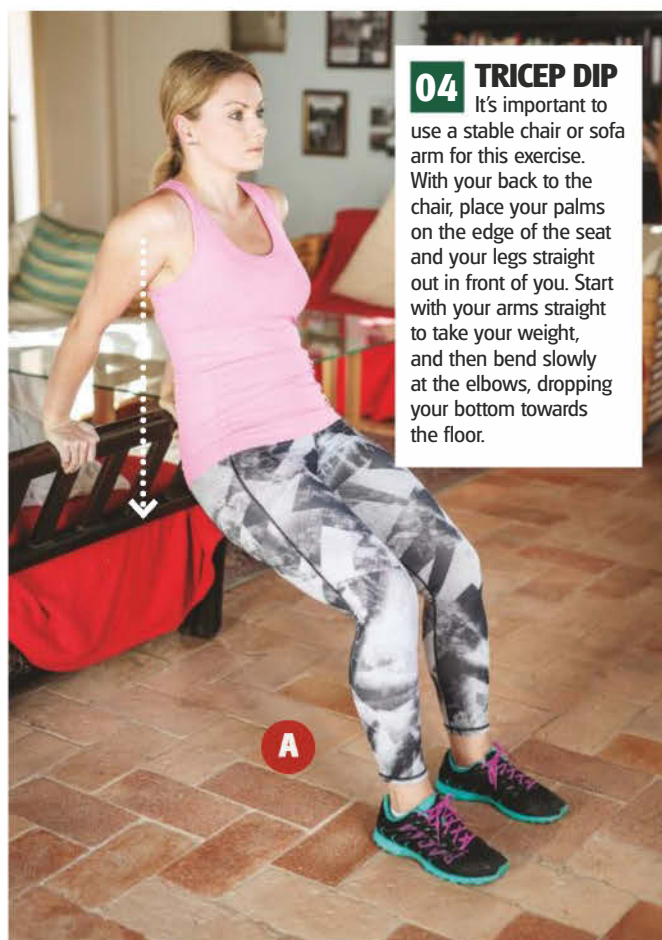 04 TRICEP DIP
It's important to
use a stable chair or sofa
arm for this exercise.
With your back to the
chair, place your palms
on the edge of the seat
and your legs straight
out in front of you. Start
with your arms straight
to take your weight,
and then bend slowly
at the elbows, dropping
your bottom towards
the floor.
A